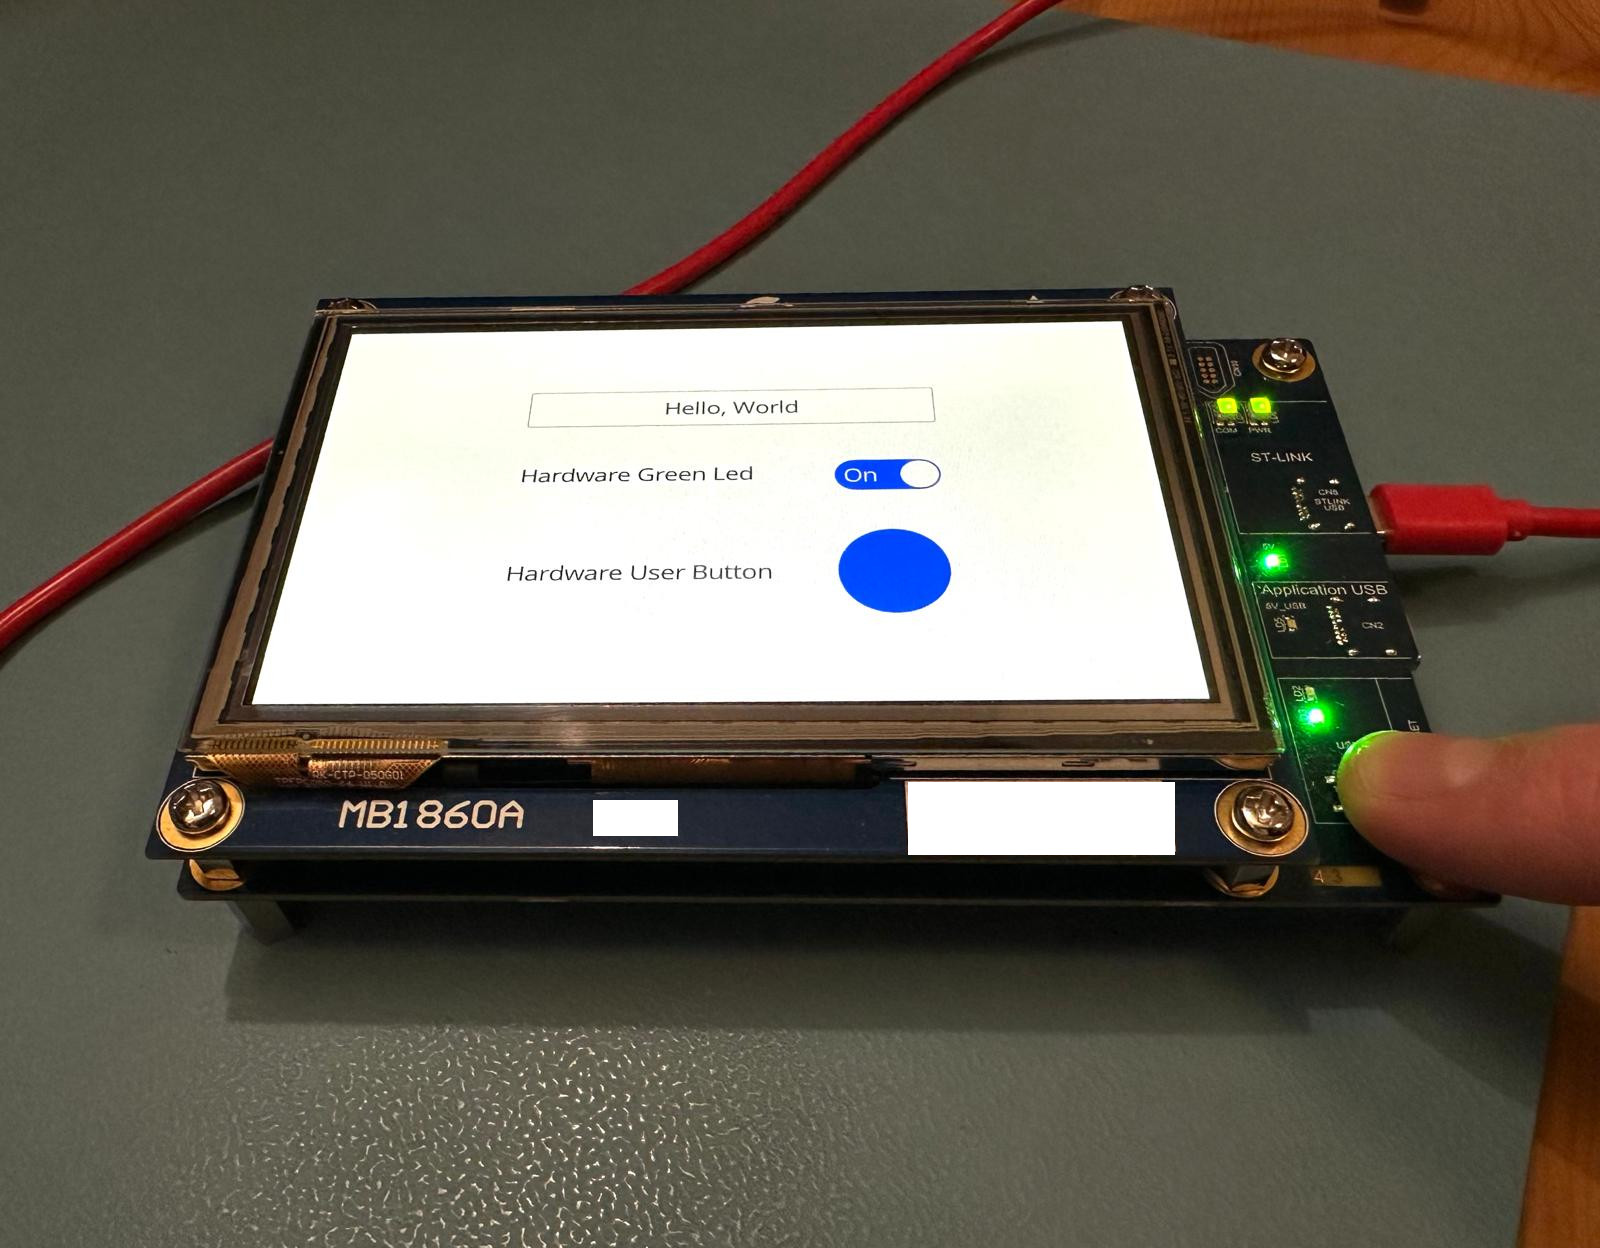 Hello, World
Hardware Green Led
On
Hardware User Button
COM
PWR
ST-LINK
CN8
STLINK
USB
5V
Application USB
5V_USB
LD5
CN2
LD2
MB1860A